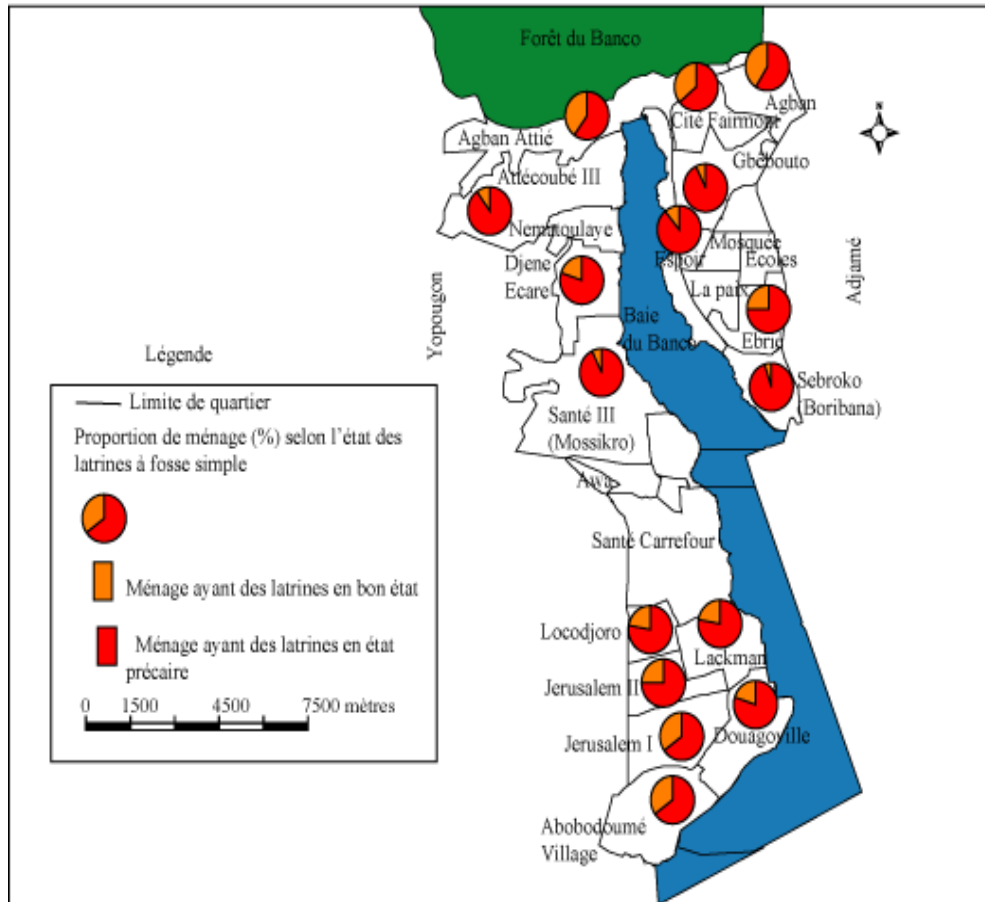 Forêt du Banco
Agban
Cité Fairmont
Agban Attié
Gbébouto
Attécoubé III
Nematoulaye
Mosquée
Espoir
Ecoles
Djene
Ecare
La paix
Adjamé
Yopougon
Baie
du Banco
Ebrié
Sebroko
(Boribana)
Santé III
(Mossikro)
Awa
Santé Carrefour
Locodjoro
Lackman
Jerusalem II
Douagoville
Jerusalem I
Abobodoumé
Village
N
Légende
Limite de quartier
Proportion de ménage (%) selon l'état des
latrines à fosse simple
Ménage ayant des latrines en bon état
Ménage ayant des latrines en état
précaire
0 1500 4500 7500 mètres